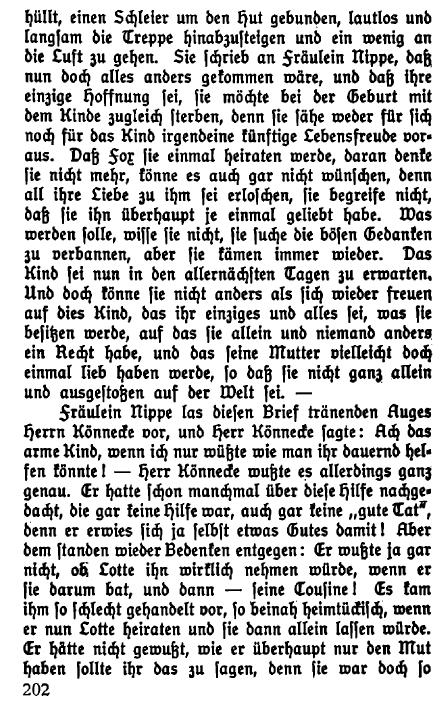 hüllt, einen Schleier um den Hut gebunden, lautlos und
langsam die Treppe hinabzusteigen und ein wenig an
die Luft zu gehen. Sie schrieb an Fräulein Nippe, daß
nun doch alles anders gekommen wäre, und daß ihre
einzige Hoffnung sei, sie möchte bei der Geburt mit
dem Kinde zugleich sterben, denn sie sähe weder für sich
noch für das Kind irgendeine künftige Lebensfreude vor-
aus. Daß Fox sie einmal heiraten werde, daran denke
sie nicht mehr, könne es auch gar nicht wünschen, denn
all ihre Liebe zu ihm sei erloschen, sie begreife nicht,
daß sie ihn überhaupt je einmal geliebt habe. Was
werden solle, wisse sie nicht, sie suche die bösen Gedanken
zu verbannen, aber sie kämen immer wieder. Das
Kind sei nun in den allernächsten Tagen zu erwarten.
Und doch könne sie nicht anders als sich wieder freuen
auf dies Kind, das ihr einziges und alles sei, was sie
besitzen werde, auf das sie allein und niemand anders
ein Recht habe, und das seine Mutter vielleicht doch
einmal lieb haben werde, so daß sie nicht ganz allein
und ausgestoßen auf der Welt sei. —
Fräulein Nippe las diesen Brief tränenden Auges
Herrn Könnecke vor, und Herr Könnecke sagte: Ach das
arme Kind, wenn ich nur wüßte wie man ihr dauernd hel-
fen könnte! — Herr Könnecke wußte es allerdings ganz
genau. Er hatte schon manchmal über diese Hilfe nachge-
dacht, die gar keine Hilfe war, auch gar keine „gute Tat“,
denn er erwies sich ja selbst etwas Gutes damit! Aber
dem standen wieder Bedenken entgegen: Er wußte ja gar
nicht, ob Lotte ihn wirklich nehmen würde, wenn er
sie darum bat, und dann — seine Cousine! Es kam
ihm so schlecht gehandelt vor, so beinah heimtückisch, wenn
er nun Lotte heiraten und sie dann allein lassen würde.
Er hätte nicht gewußt, wie er überhaupt nur den Mut
haben sollte ihr das zu sagen, denn sie war doch so
202